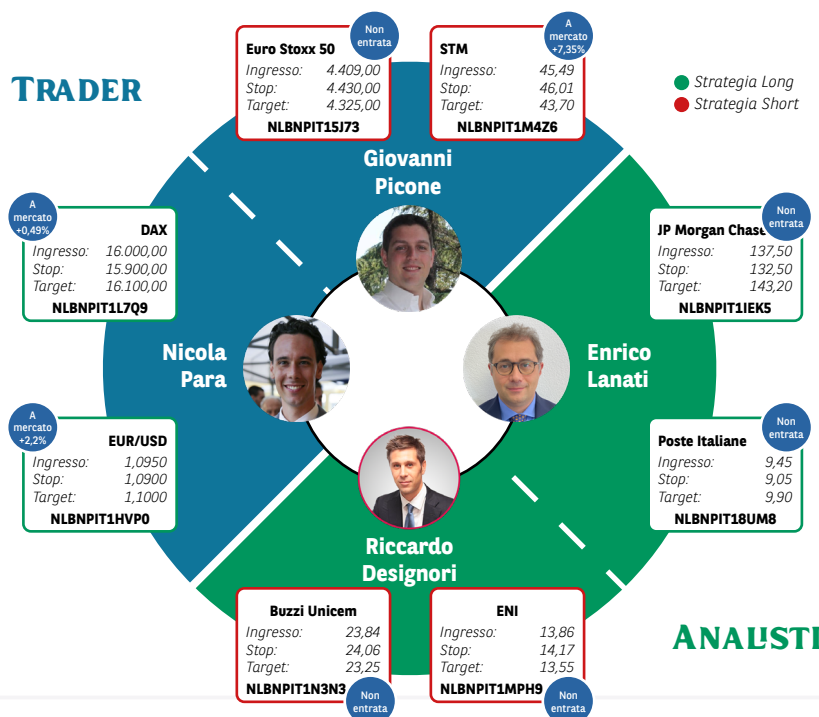 TRADER
Non
entrata
Euro Stoxx 50
Ingresso: 4.409,00
Stop: 4.430,00
Target: 4.325,00
NLBNPIT15J73
A
mercato
+7,35%
STM
Ingresso: 45,49
Stop: 46,01
Target: 43,70
NLBNPIT1M4Z6
Strategia Long
Strategia Short
Giovanni
Picone
A
mercato
+0,49%
DAX
Ingresso: 16.000,00
Stop: 15.900,00
Target: 16.100,00
NLBNPIT1L7Q9
Non
entrata
JP Morgan Chase
Ingresso: 137,50
Stop: 132,50
Target: 143,20
NLBNPIT1IEK5
Nicola
Para
Enrico
Lanati
A
mercato
+2,2%
EUR/USD
Ingresso: 1,0950
Stop: 1,0900
Target: 1,1000
NLBNPIT1HVP0
Non
entrata
Poste Italiane
Ingresso: 9,45
Stop: 9,05
Target: 9,90
NLBNPIT18UM8
Riccardo
Designori
Buzzi Unicem
Ingresso: 23,84
Stop: 24,06
Target: 23,25
NLBNPIT1N3N3
Non
entrata
ENI
Ingresso: 13,86
Stop: 14,17
Target: 13,55
NLBNPIT1MPH9
Non
entrata
ANALISTI